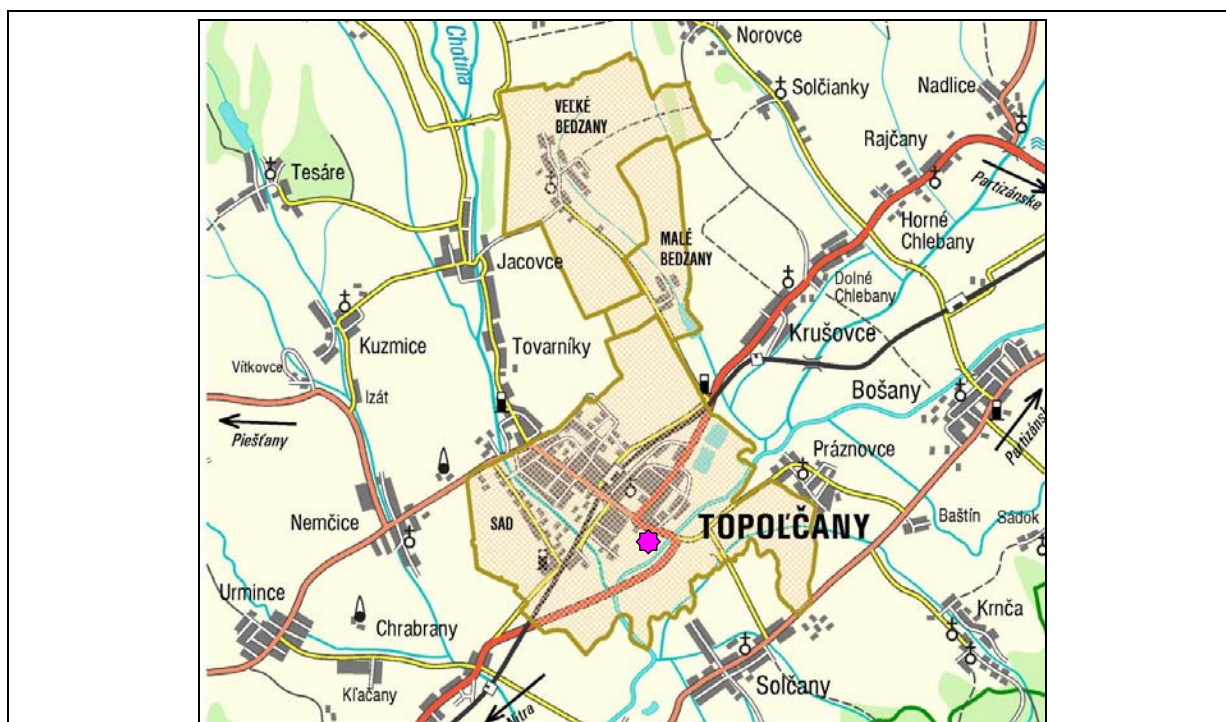 Norovce
Chotina
Solčianky
Nadlice
VEĽKÉ
BEDZANY
Rajčany
Tesáre
Partizánske
Horné
Chlebany
MALÉ
BEDZANY
Jacovce
Dolné
Chlebany
Krušovce
Kuzmice
Tovarníky
Vítkovce
Bošany
Izát
Piešťany
Partizánsk
Práznovce
Nemčice
SAD
TOPOĽČANY
Baštín
Sádok
Urmince
Krnča
Chrabrany
Kľačany
Solčany
Nitra